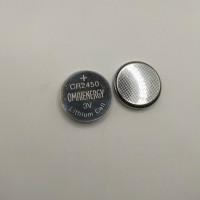 +
CR2450
OMNIENERGY
3V
Lithium Cell